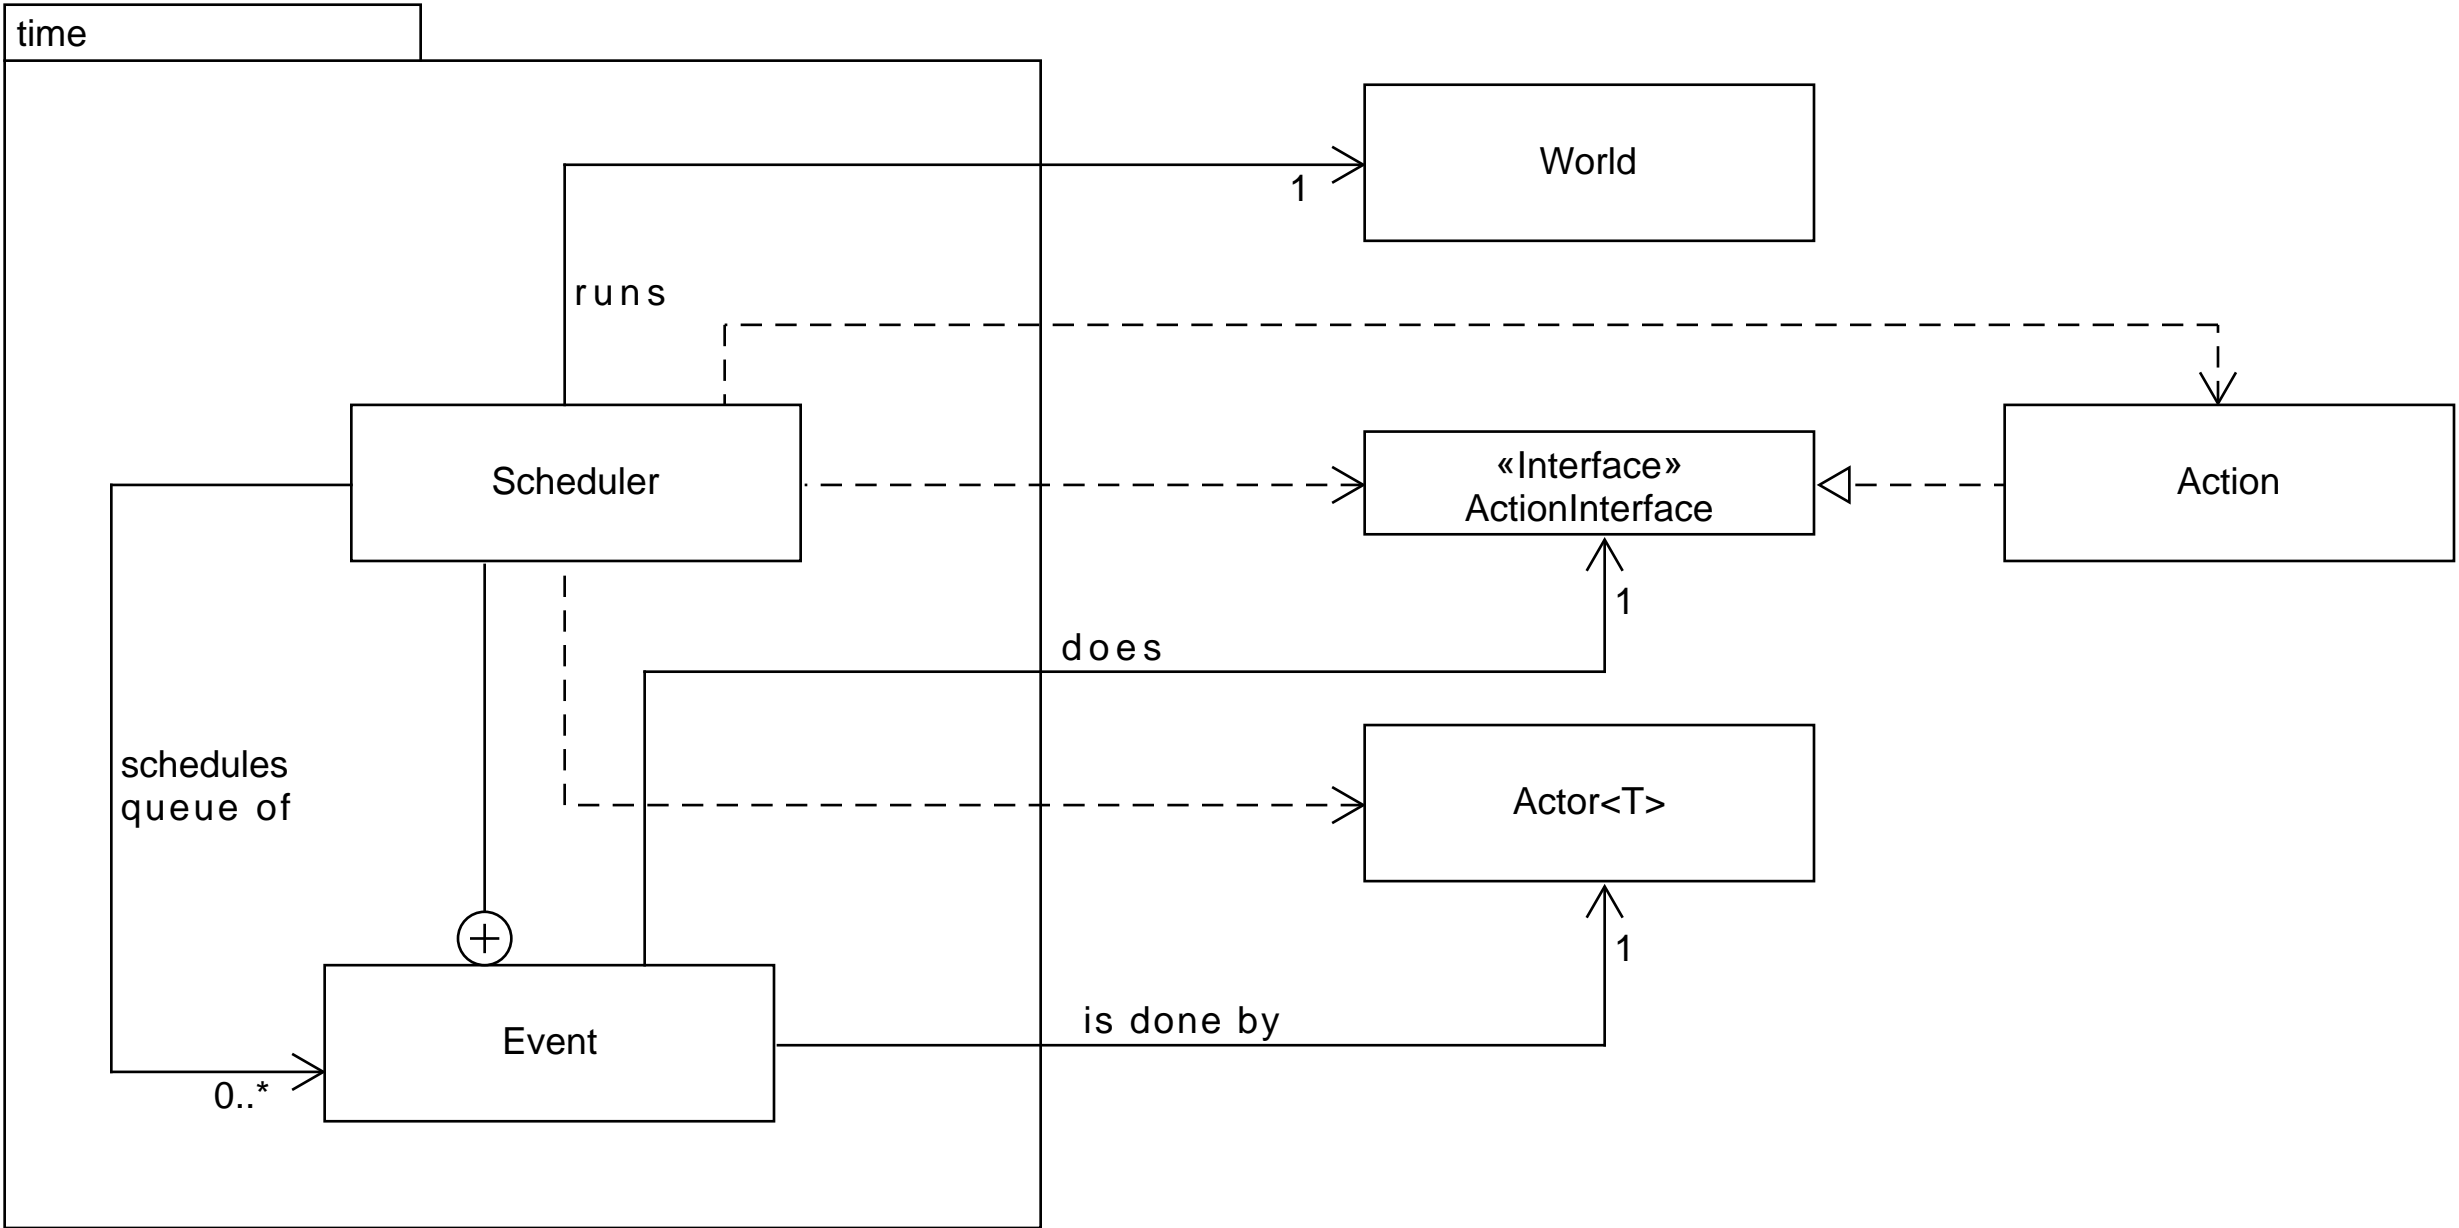 time
World
1
runs
Scheduler
«Interface»
ActionInterface
Action
1
does
schedules
queue of
Actor<T>
1
is done by
Event
0..*